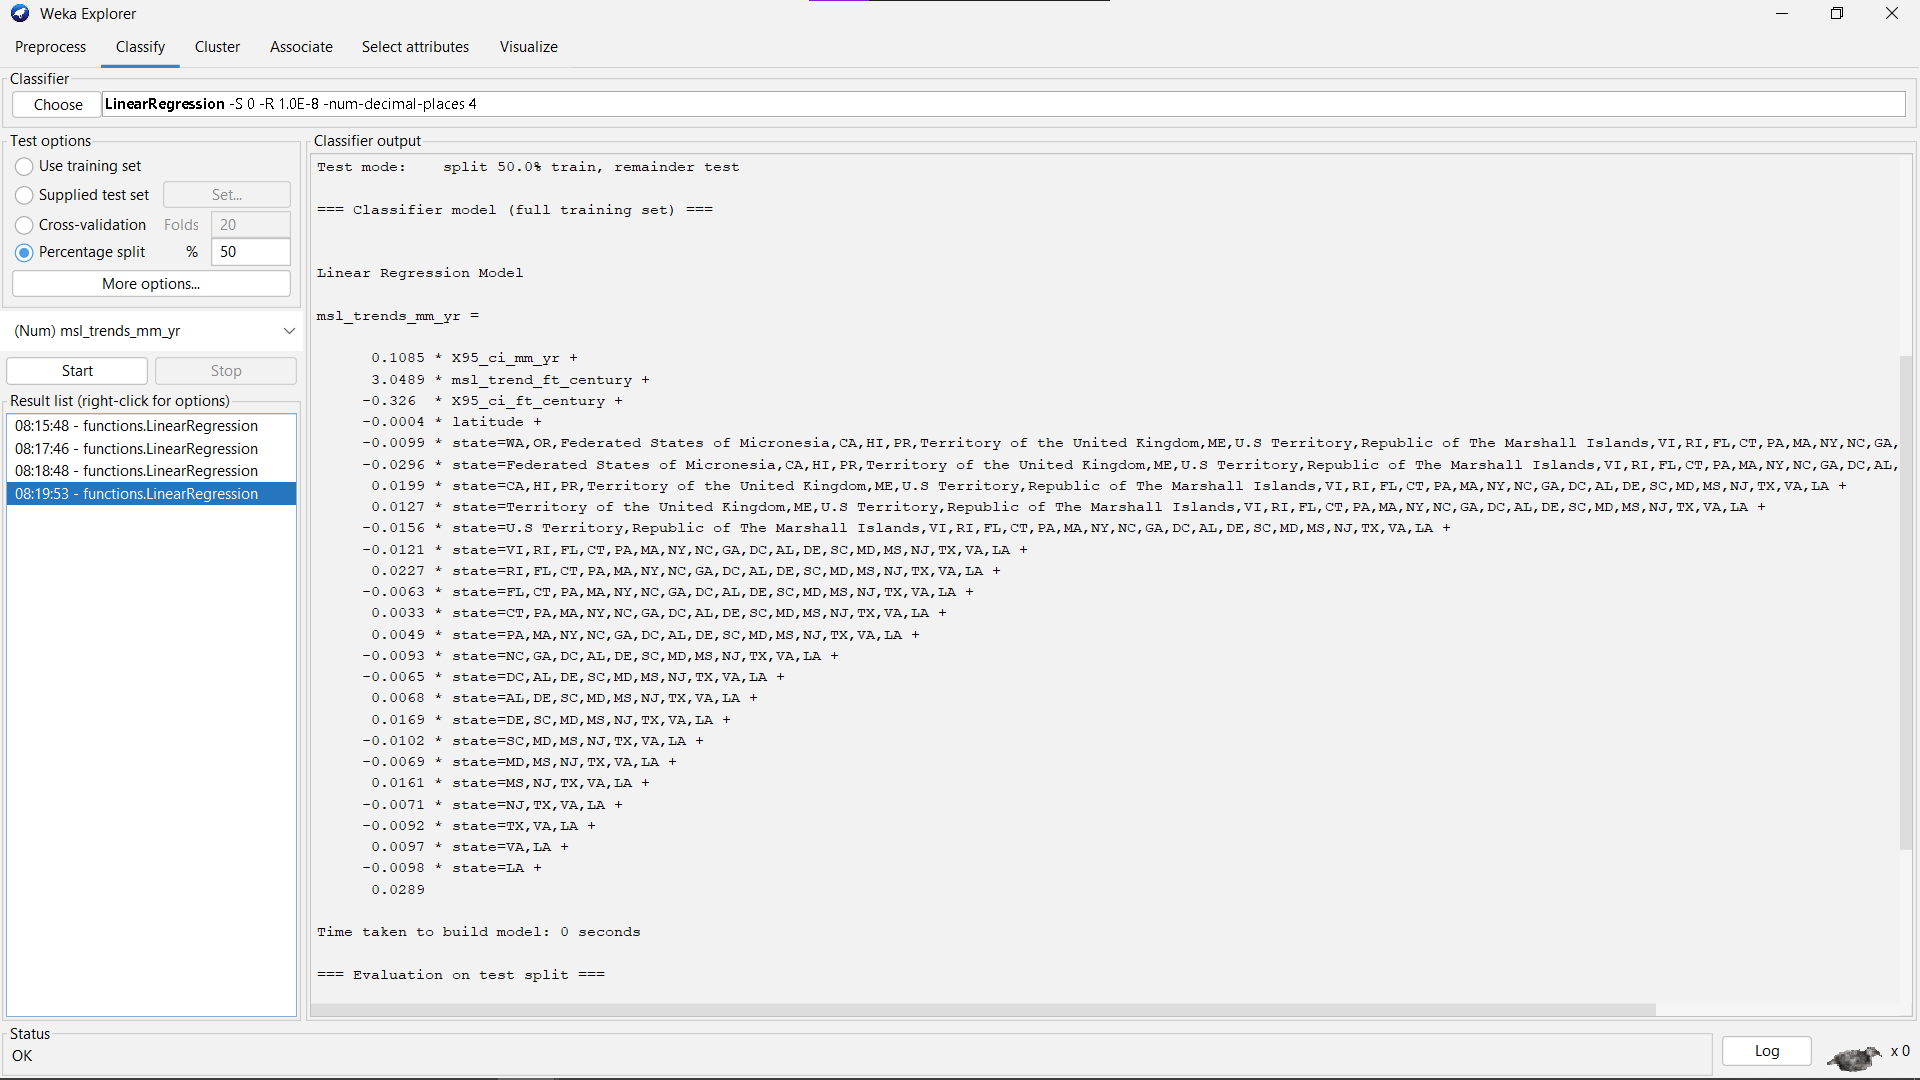 Weka Explorer
Preprocess Classify Cluster Associate Select attributes Visualize
Classifier
Choose LinearRegression -S 0 -R 1.0E-8 -num-decimal-places 4
Test options
Use training set
Supplied test set Set...
Cross-validation Folds 20
Percentage split % 50
More options...
(Num) msl_trends_mm_yr
Start Stop
Result list (right-click for options)
08:15:48 - functions.LinearRegression
08:17:46 - functions.LinearRegression
08:18:48 - functions.LinearRegression
08:19:53 - functions.LinearRegression
Classifier output
Test mode: split 50.0% train, remainder test
=== Classifier model (full training set) ===
Linear Regression Model
msl_trends_mm_yr =
0.1085 * X95_ci_mm_yr +
3.0489 * msl_trend_ft_century +
-0.326 * X95_ci_ft_century +
-0.0004 * latitude +
-0.0099 * state=WA,OR,Federated States of Micronesia,CA,HI,PR,Territory of the United Kingdom,ME,U.S Territory,Republic of The Marshall Islands,VI,RI,FL,CT,PA,MA,NY,NC,GA,
-0.0296 * state=Federated States of Micronesia,CA,HI,PR,Territory of the United Kingdom,ME,U.S Territory,Republic of The Marshall Islands,VI,RI,FL,CT,PA,MA,NY,NC,GA,DC,AL,
0.0199 * state=CA,HI,PR,Territory of the United Kingdom,ME,U.S Territory,Republic of The Marshall Islands,VI,RI,FL,CT,PA,MA,NY,NC,GA,DC,AL,DE,SC,MD,MS,NJ,TX,VA,LA +
0.0127 * state=Territory of the United Kingdom,ME,U.S Territory,Republic of The Marshall Islands,VI,RI,FL,CT,PA,MA,NY,NC,GA,DC,AL,DE,SC,MD,MS,NJ,TX,VA,LA +
-0.0156 * state=U.S Territory,Republic of The Marshall Islands,VI,RI,FL,CT,PA,MA,NY,NC,GA,DC,AL,DE,SC,MD,MS,NJ,TX,VA,LA +
-0.0121 * state=VI,RI,FL,CT,PA,MA,NY,NC,GA,DC,AL,DE,SC,MD,MS,NJ,TX,VA,LA +
0.0227 * state=RI,FL,CT,PA,MA,NY,NC,GA,DC,AL,DE,SC,MD,MS,NJ,TX,VA,LA +
-0.0063 * state=FL,CT,PA,MA,NY,NC,GA,DC,AL,DE,SC,MD,MS,NJ,TX,VA,LA +
0.0033 * state=CT,PA,MA,NY,NC,GA,DC,AL,DE,SC,MD,MS,NJ,TX,VA,LA +
0.0049 * state=PA,MA,NY,NC,GA,DC,AL,DE,SC,MD,MS,NJ,TX,VA,LA +
-0.0093 * state=NC,GA,DC,AL,DE,SC,MD,MS,NJ,TX,VA,LA +
-0.0065 * state=DC,AL,DE,SC,MD,MS,NJ,TX,VA,LA +
0.0068 * state=AL,DE,SC,MD,MS,NJ,TX,VA,LA +
0.0169 * state=DE,SC,MD,MS,NJ,TX,VA,LA +
-0.0102 * state=SC,MD,MS,NJ,TX,VA,LA +
-0.0069 * state=MD,MS,NJ,TX,VA,LA +
0.0161 * state=MS,NJ,TX,VA,LA +
-0.0071 * state=NJ,TX,VA,LA +
-0.0092 * state=TX,VA,LA +
0.0097 * state=VA,LA +
-0.0098 * state=LA +
0.0289
Time taken to build model: 0 seconds
=== Evaluation on test split ===
Status
OK
Log x 0